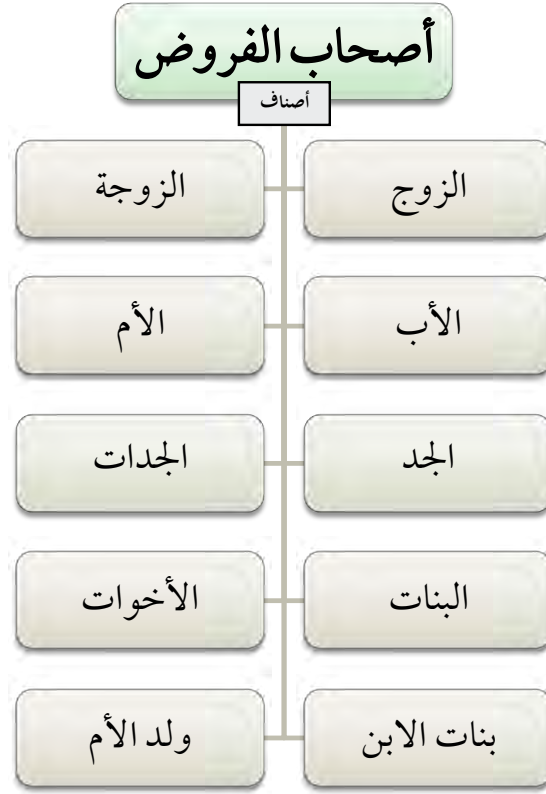 أصحاب الفروض
أصناف
الزوج
الزوجة
الأب
الأم
الجد
الجدات
البنات
الأخوات
بنات الابن
ولد الأم